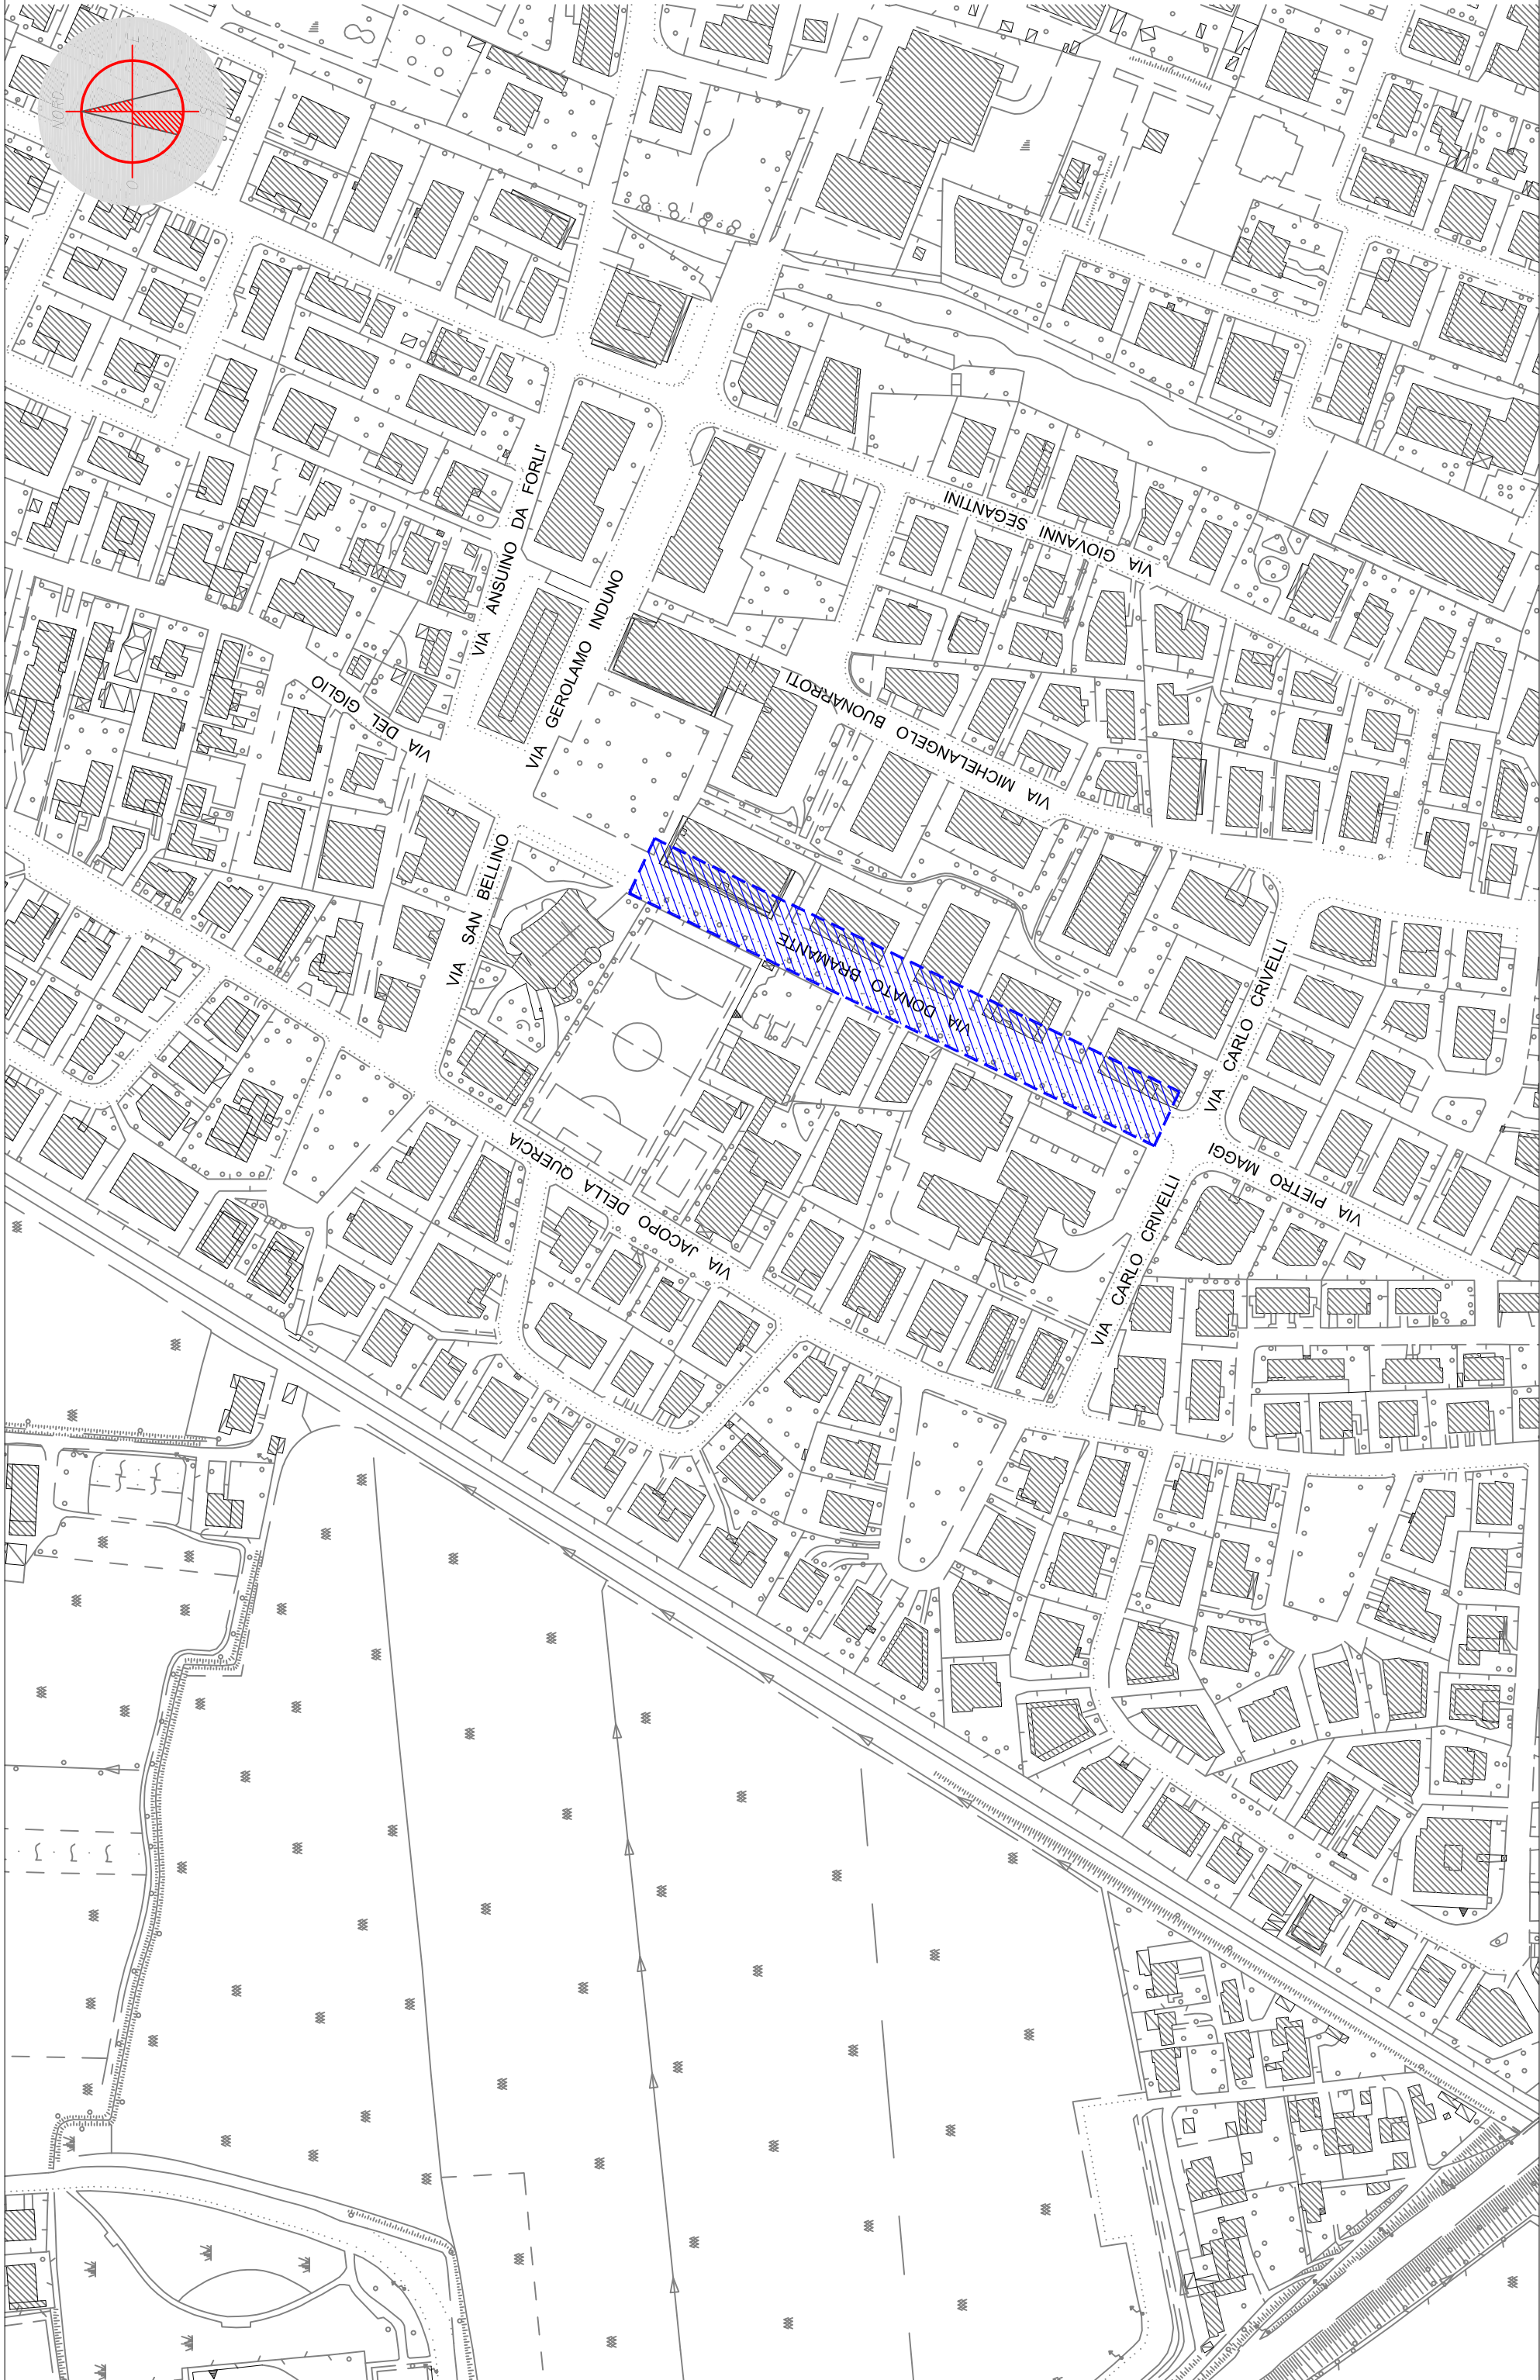 E
NORD
O
VIA ANSUINO DA FORLI'
VIA GIOVANNI SEGANTINI
VIA GEROLAMO INDUNO
VIA DEL GIGLIO
VIA MICHELANGELO BUONARROTI
VIA SAN BELLINO
VIA DONATO BRAMANTE
VIA CARLO CRIVELLI
VIA JACOPO DELLA QUERCIA
VIA PIETRO MAGGI
VIA CARLO CRIVELLI